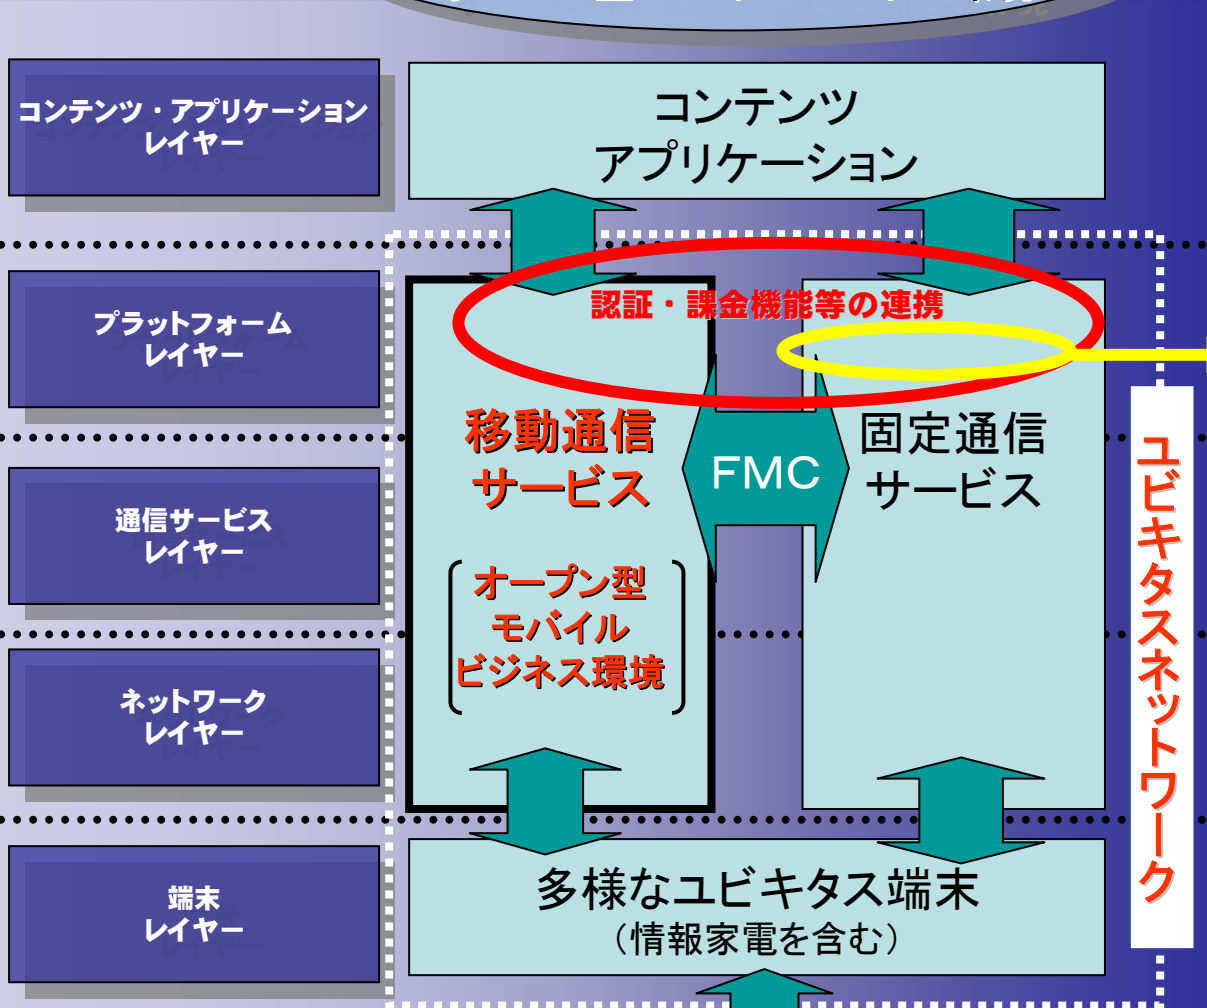 コンテンツ・アプリケーション
レイヤー
コンテンツ
アプリケーション
プラットフォーム
レイヤー
認証・課金機能等の連携
移動通信
サービス
FMC
固定通信
サービス
通信サービス
レイヤー
オープン型
モバイル
ビジネス環境
ネットワーク
レイヤー
ユビキタスネットワーク
端末
レイヤー
多様なユビキタス端末
（情報家電を含む）